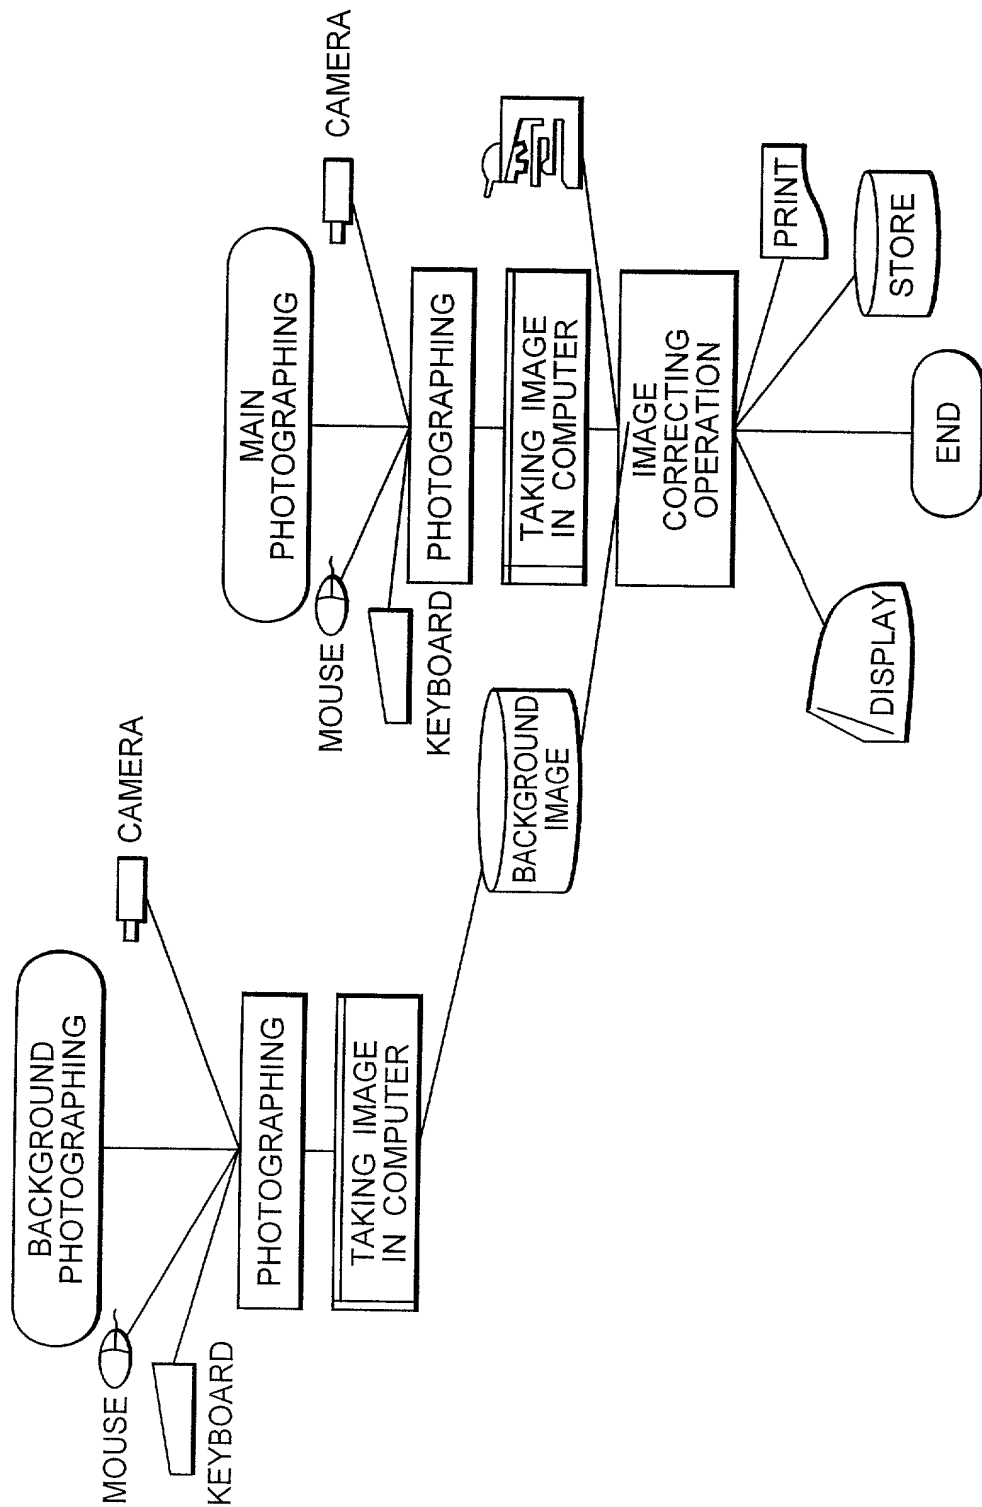 BACKGROUND
PHOTOGRAPHING
CAMERA
MOUSE
KEYBOARD
PHOTOGRAPHING
TAKING IMAGE
IN COMPUTER
BACKGROUND
IMAGE
MAIN
PHOTOGRAPHING
CAMERA
MOUSE
KEYBOARD
PHOTOGRAPHING
TAKING IMAGE
IN COMPUTER
IMAGE
CORRECTING
OPERATION
DISPLAY
END
STORE
PRINT